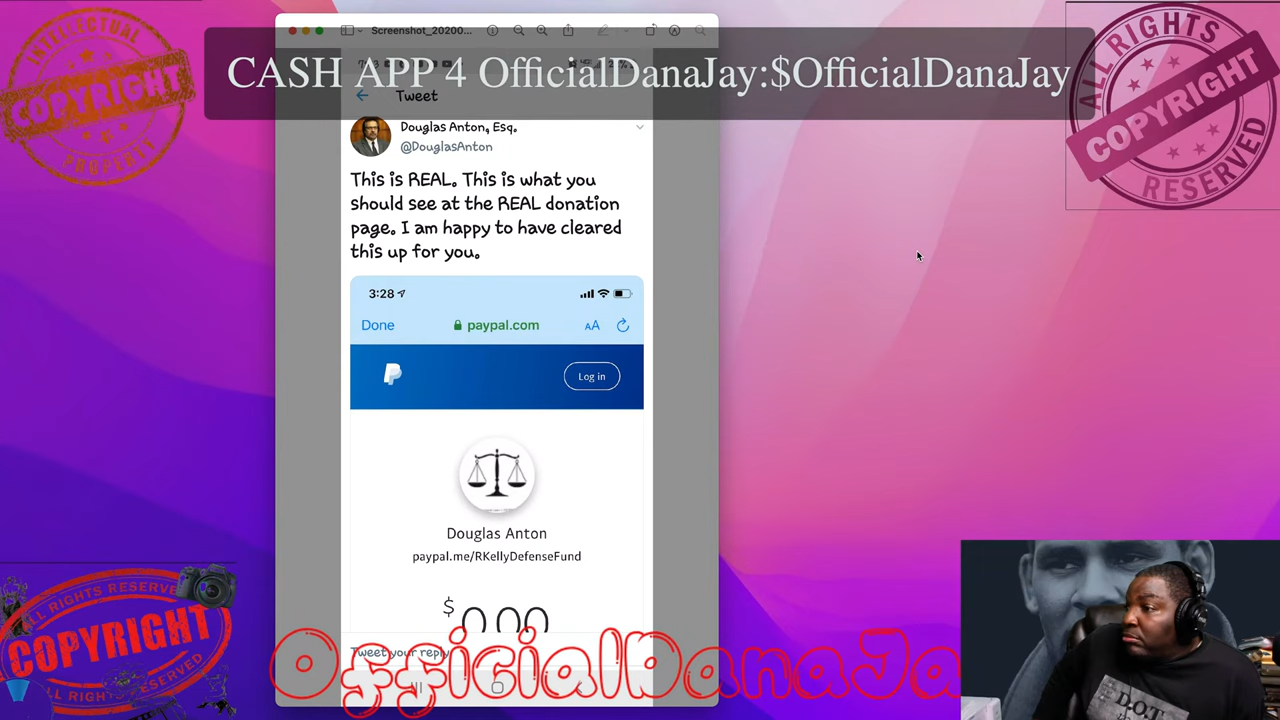 CASH APP 4 OfficialDanaJay:$OfficialDanaJay
Screenshot_20200...
Tweet
Douglas Anton, Esq.
@DouglasAnton
This is REAL. This is what you
should see at the REAL donation
page. I am happy to have cleared
this up for you.
3:28
Done
paypal.com
AA
Log in
Douglas Anton
paypal.me/RKellyDefenseFund
$0.00
Tweet your reply
OfficialDanaJa
INTELLECTUAL
COPYRIGHT
PROPERTY
ALL RIGHTS
COPYRIGHT
RESERVED
ALL RIGHTS RESERVED
COPYRIGHT
D.O.T